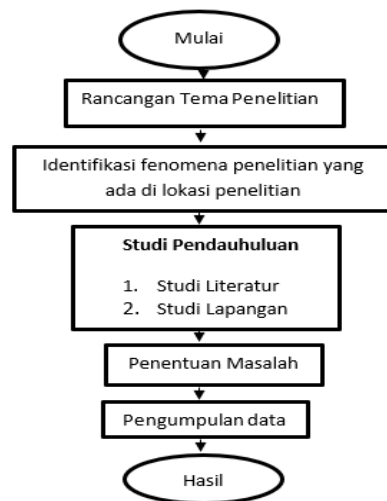 Mulai
Rancangan Tema Penelitian
Identifikasi fenomena penelitian yang
ada di lokasi penelitian
Studi Pendauhuluan
1. Studi Literatur
2. Studi Lapangan
Penentuan Masalah
Pengumpulan data
Hasil